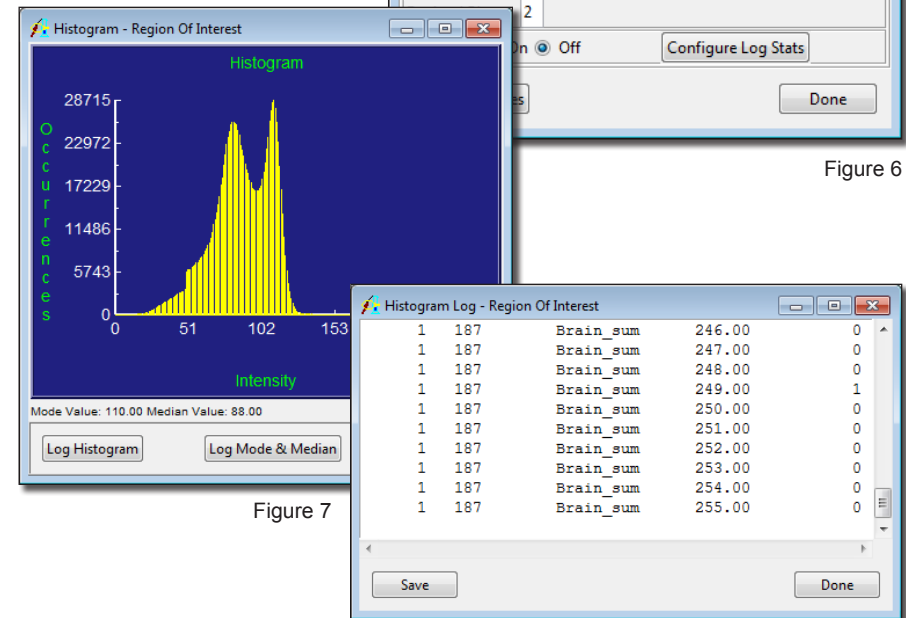 2
On Off Configure Log Stats
Done
Figure 6
Histogram - Region Of Interest
Histogram
Occurrences
28715
22972
17229
11486
5743
0
0 51 102 153
Intensity
Mode Value: 110.00 Median Value: 88.00
Log Histogram Log Mode & Median
Figure 7
Histogram Log - Region Of Interest
1 187 Brain_sum 246.00 0
1 187 Brain_sum 247.00 0
1 187 Brain_sum 248.00 0
1 187 Brain_sum 249.00 1
1 187 Brain_sum 250.00 0
1 187 Brain_sum 251.00 0
1 187 Brain_sum 252.00 0
1 187 Brain_sum 253.00 0
1 187 Brain_sum 254.00 0
1 187 Brain_sum 255.00 0
Save Done